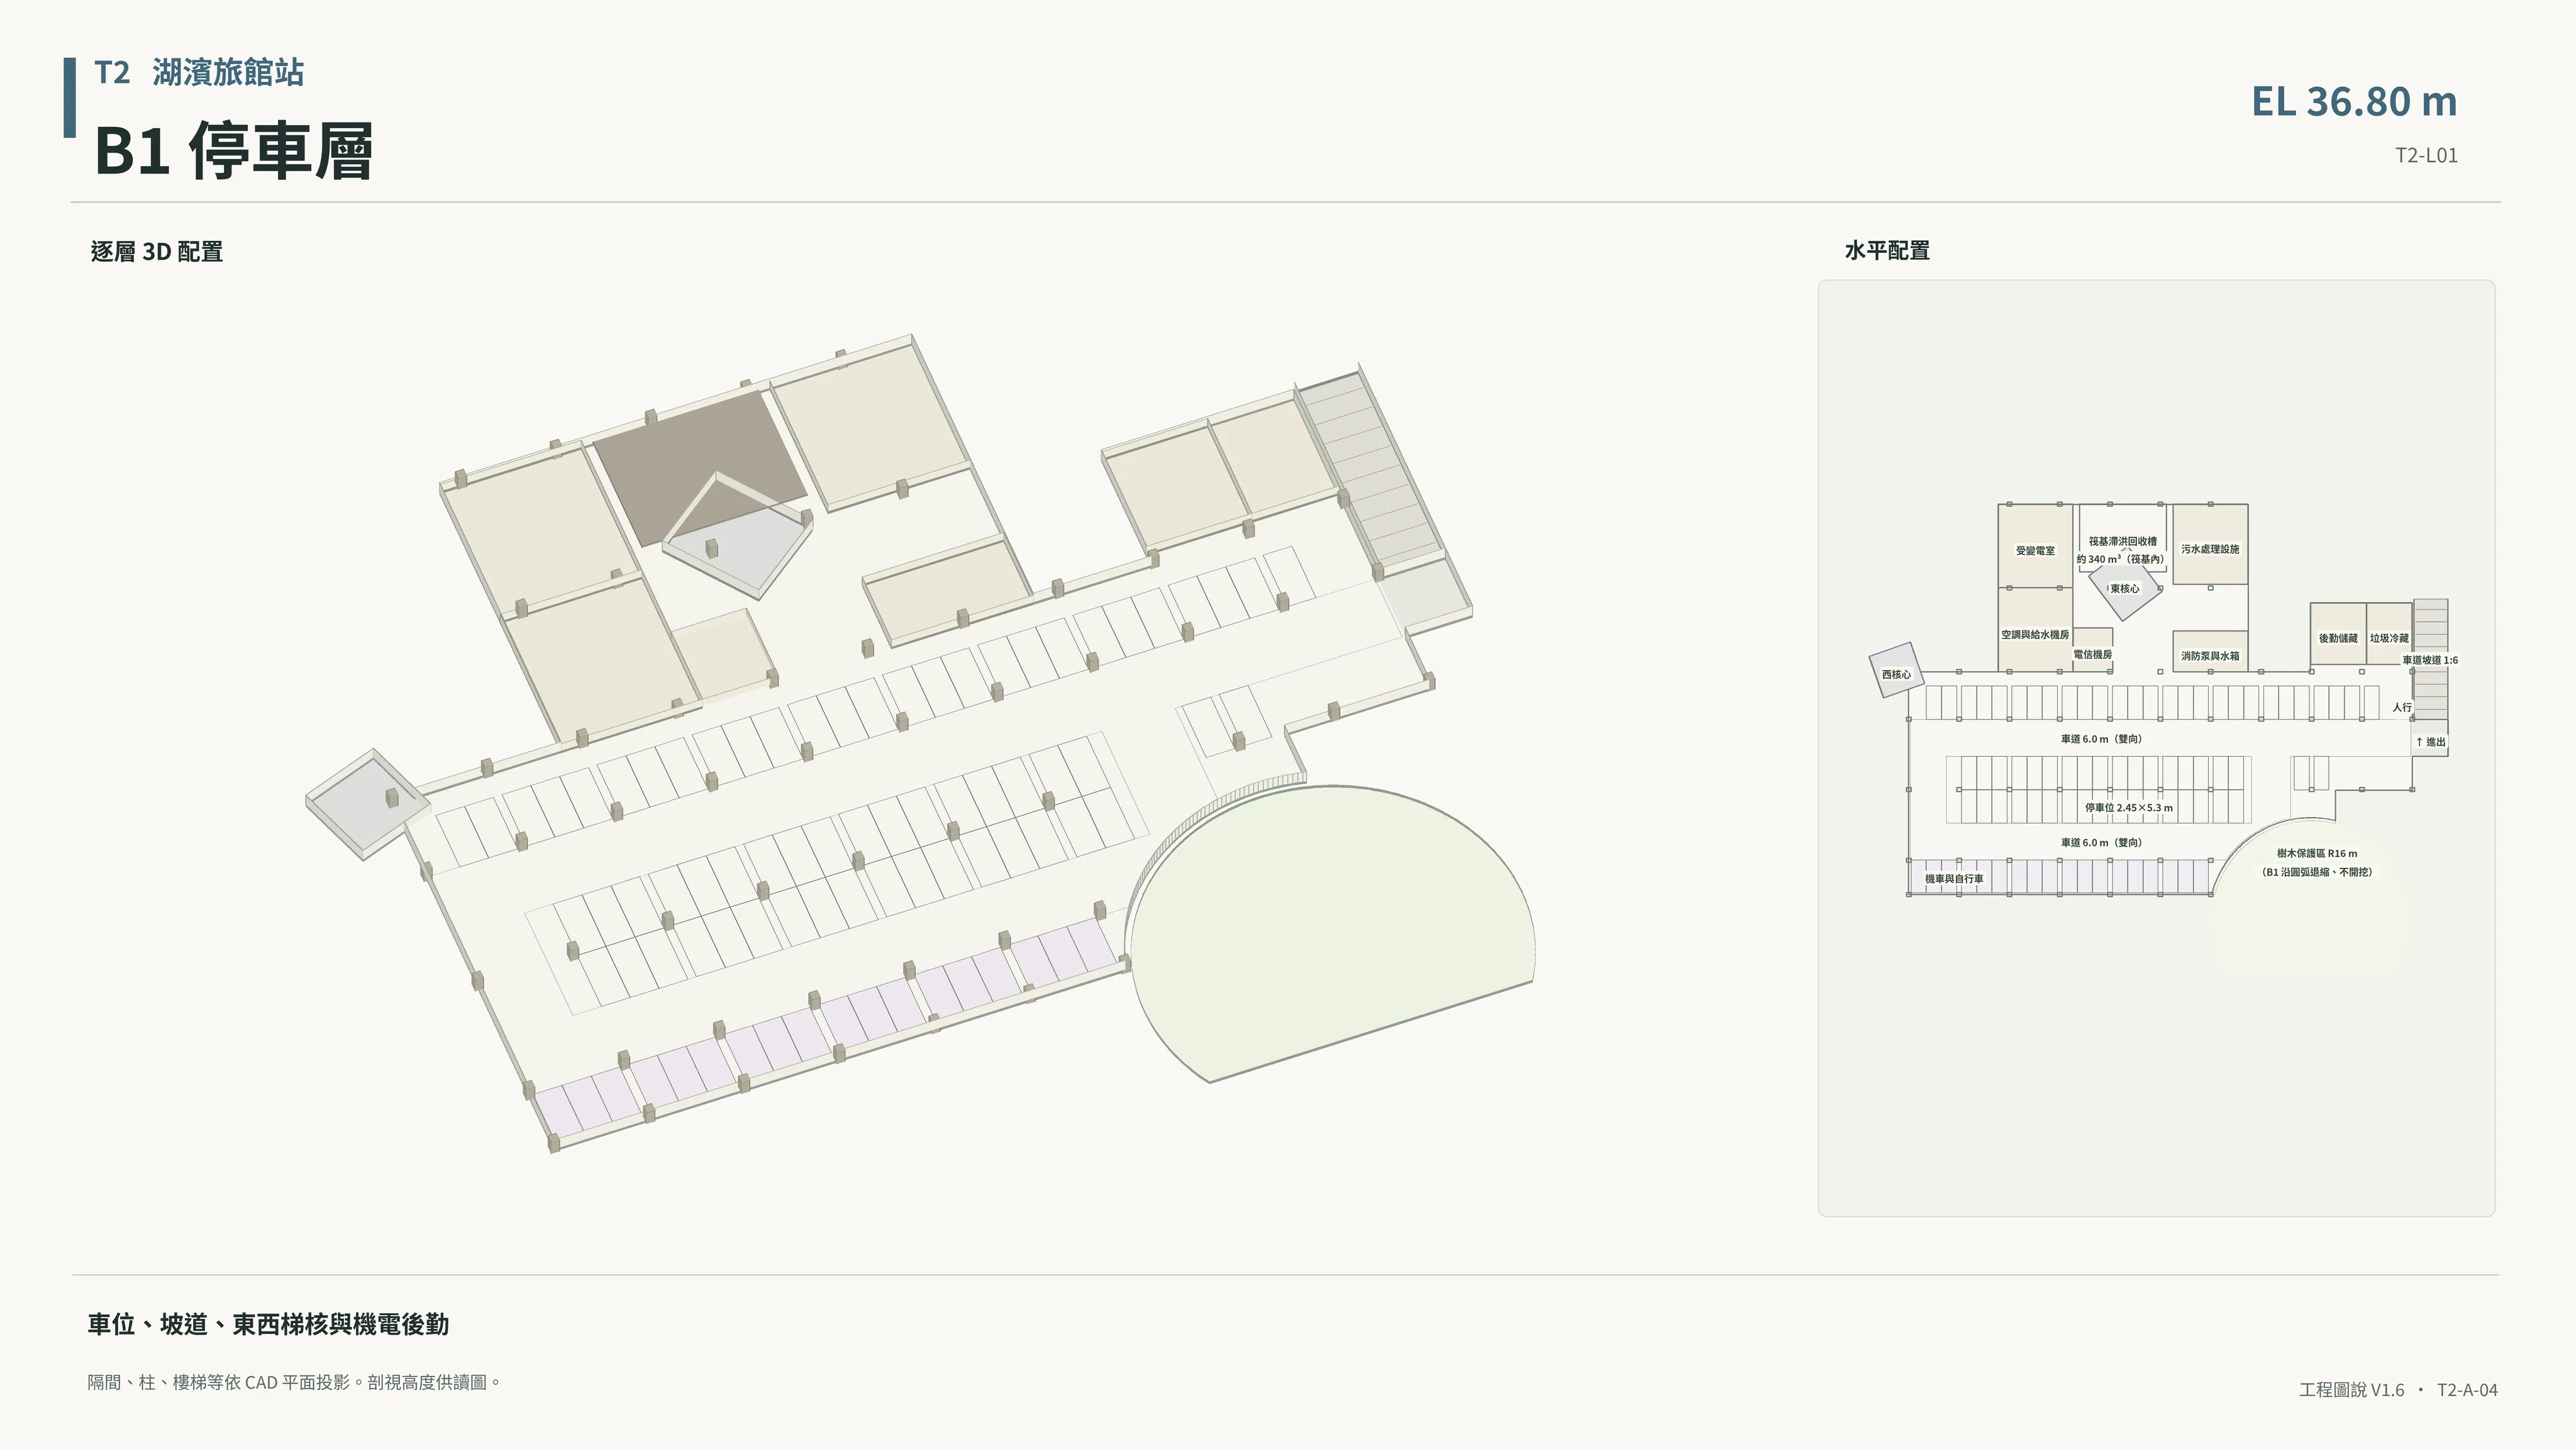 T2 湖濱旅館站
B1 停車層
EL 36.80 m
T2-L01
逐層 3D 配置
水平配置
受變電室
筏基滯洪回收槽
約 340 m³（筏基內）
污水處理設施
東核心
空調與給水機房
電信機房
消防泵與水箱
後勤儲藏
垃圾冷藏
車道坡道 1:6
西核心
人行
車道 6.0 m（雙向）
↑ 進出
停車位 2.45×5.3 m
車道 6.0 m（雙向）
樹木保護區 R16 m
（B1 沿圓弧退縮、不開挖）
機車與自行車
車位、坡道、東西梯核與機電後勤
隔間、柱、樓梯等依 CAD 平面投影。剖視高度供讀圖。
工程圖說 V1.6 ・ T2-A-04